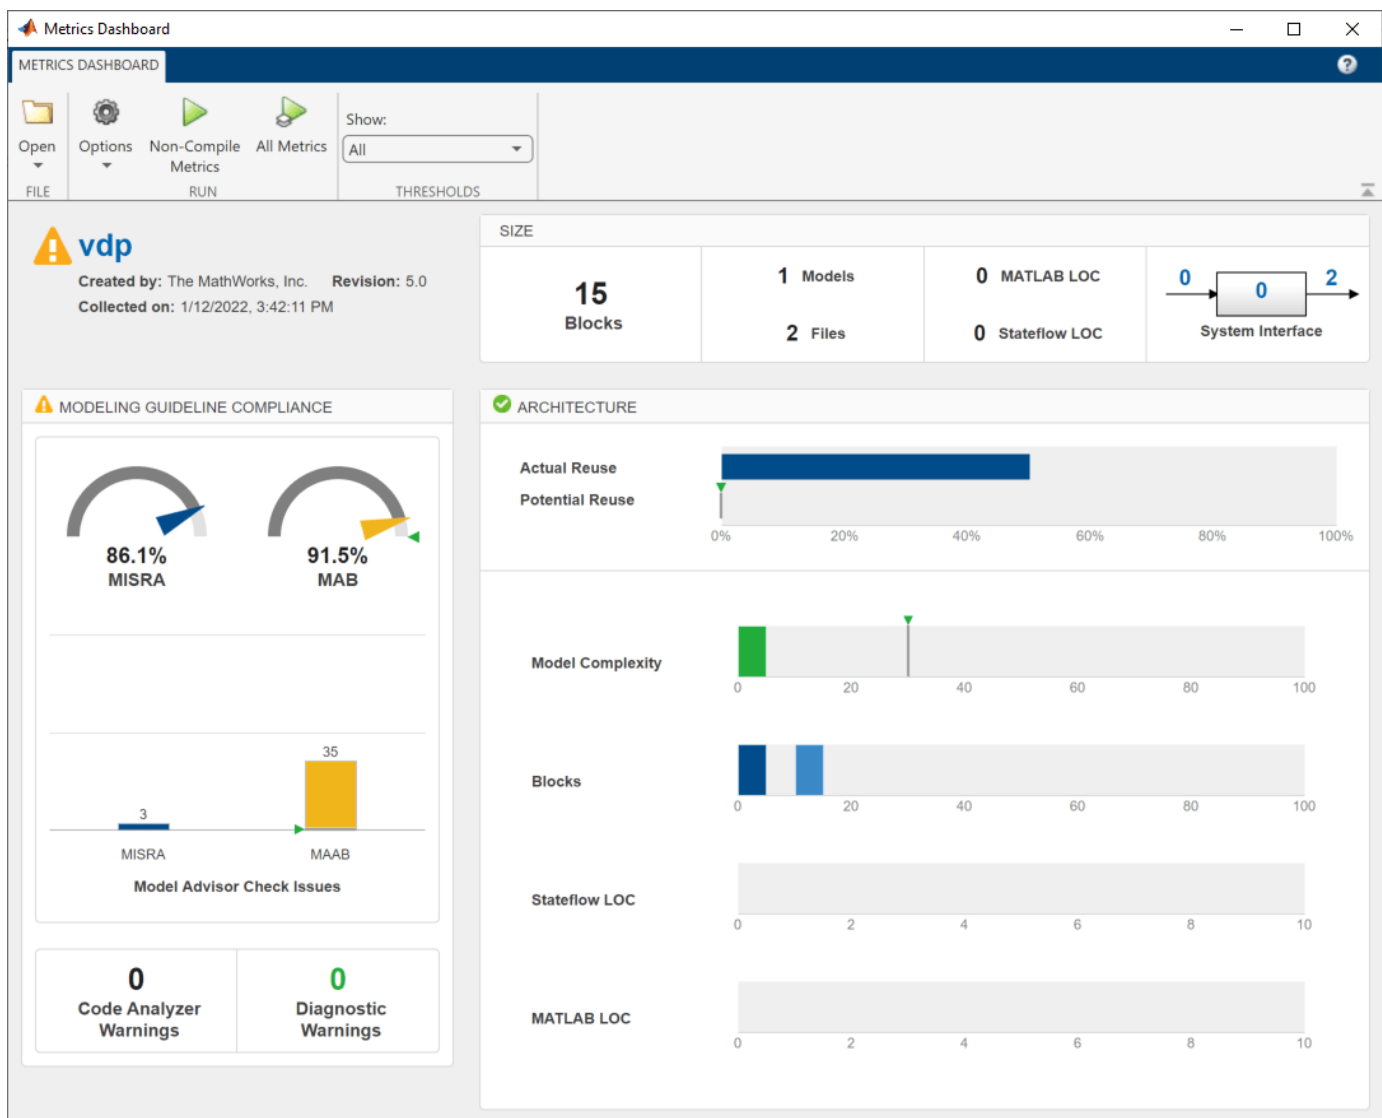 Metrics Dashboard
METRICS DASHBOARD
?
Open
Options
Non-Compile
Metrics
All Metrics
Show:
All
FILE
RUN
THRESHOLDS
vdp
Created by: The MathWorks, Inc. Revision: 5.0
Collected on: 1/12/2022, 3:42:11 PM
SIZE
15
Blocks
1 Models
2 Files
0 MATLAB LOC
0 Stateflow LOC
0 0 2
System Interface
MODELING GUIDELINE COMPLIANCE
86.1%
MISRA
91.5%
MAB
3
35
MISRA
MAAB
Model Advisor Check Issues
0
Code Analyzer
Warnings
0
Diagnostic
Warnings
ARCHITECTURE
Actual Reuse
Potential Reuse
0% 20% 40% 60% 80% 100%
Model Complexity
0 20 40 60 80 100
Blocks
0 20 40 60 80 100
Stateflow LOC
0 2 4 6 8 10
MATLAB LOC
0 2 4 6 8 10